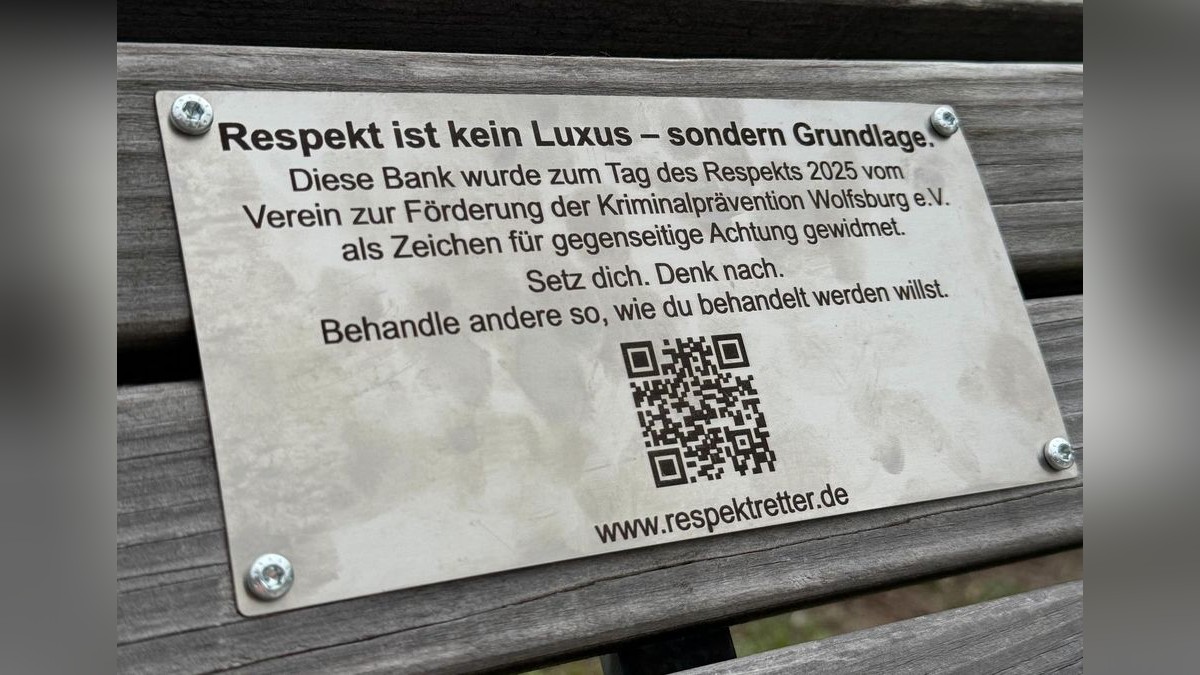 Respekt ist kein Luxus – sondern Grundlage.
Diese Bank wurde zum Tag des Respekts 2025 vom
Verein zur Förderung der Kriminalprävention Wolfsburg e.V.
als Zeichen für gegenseitige Achtung gewidmet.
Setz dich. Denk nach.
Behandle andere so, wie du behandelt werden willst.
www.respektretter.de